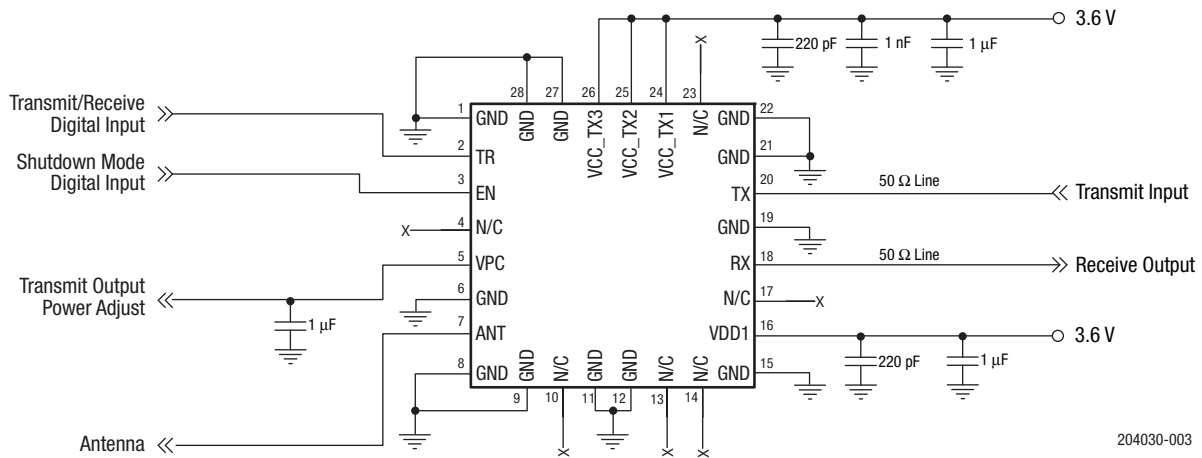 3.6 V
220 pF
1 nF
1 μF
X
28
27
26
25
24
23
GND
GND
VCC_TX3
VCC_TX2
VCC_TX1
N/C
Transmit/Receive
Digital Input
1
GND
2
TR
Shutdown Mode
Digital Input
3
EN
X
4
N/C
5
VPC
Transmit Output
Power Adjust
1 μF
6
GND
7
ANT
8
GND
Antenna
GND
22
GND
21
TX
20
50 Ω Line
Transmit Input
GND
19
RX
18
50 Ω Line
Receive Output
N/C
17
X
VDD1
16
3.6 V
220 pF
1 μF
GND
15
GND
N/C
GND
GND
N/C
N/C
9
10
11
12
13
14
X
X
X
204030-003